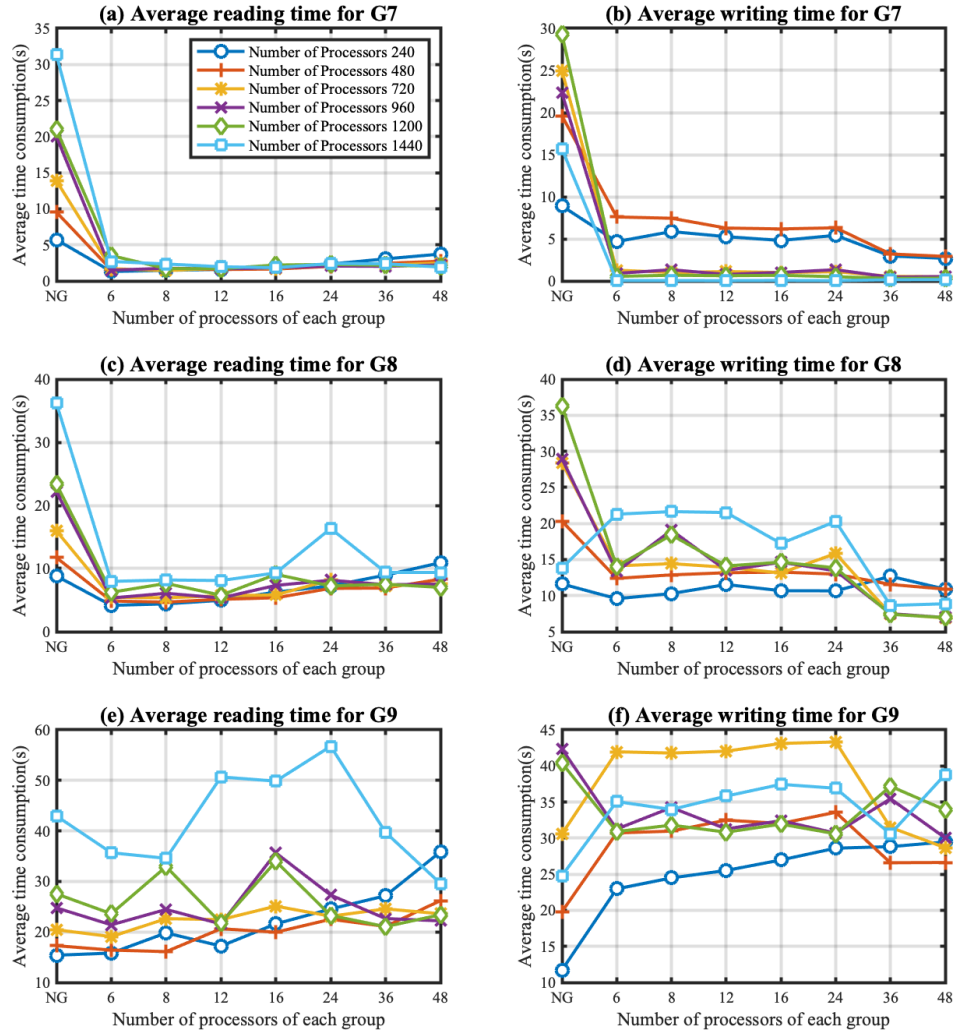 (a) Average reading time for G7
35
30
25
20
15
10
5
0
Average time consumption(s)
Number of Processors 240
Number of Processors 480
Number of Processors 720
Number of Processors 960
Number of Processors 1200
Number of Processors 1440
NG 6 8 12 16 24 36 48
Number of processors of each group
(b) Average writing time for G7
30
25
20
15
10
5
0
Average time consumption(s)
NG 6 8 12 16 24 36 48
Number of processors of each group
(c) Average reading time for G8
40
30
20
10
0
Average time consumption(s)
NG 6 8 12 16 24 36 48
Number of processors of each group
(d) Average writing time for G8
40
35
30
25
20
15
10
5
Average time consumption(s)
NG 6 8 12 16 24 36 48
Number of processors of each group
(e) Average reading time for G9
60
50
40
30
20
10
Average time consumption(s)
NG 6 8 12 16 24 36 48
Number of processors of each group
(f) Average writing time for G9
45
40
35
30
25
20
15
10
Average time consumption(s)
NG 6 8 12 16 24 36 48
Number of processors of each group